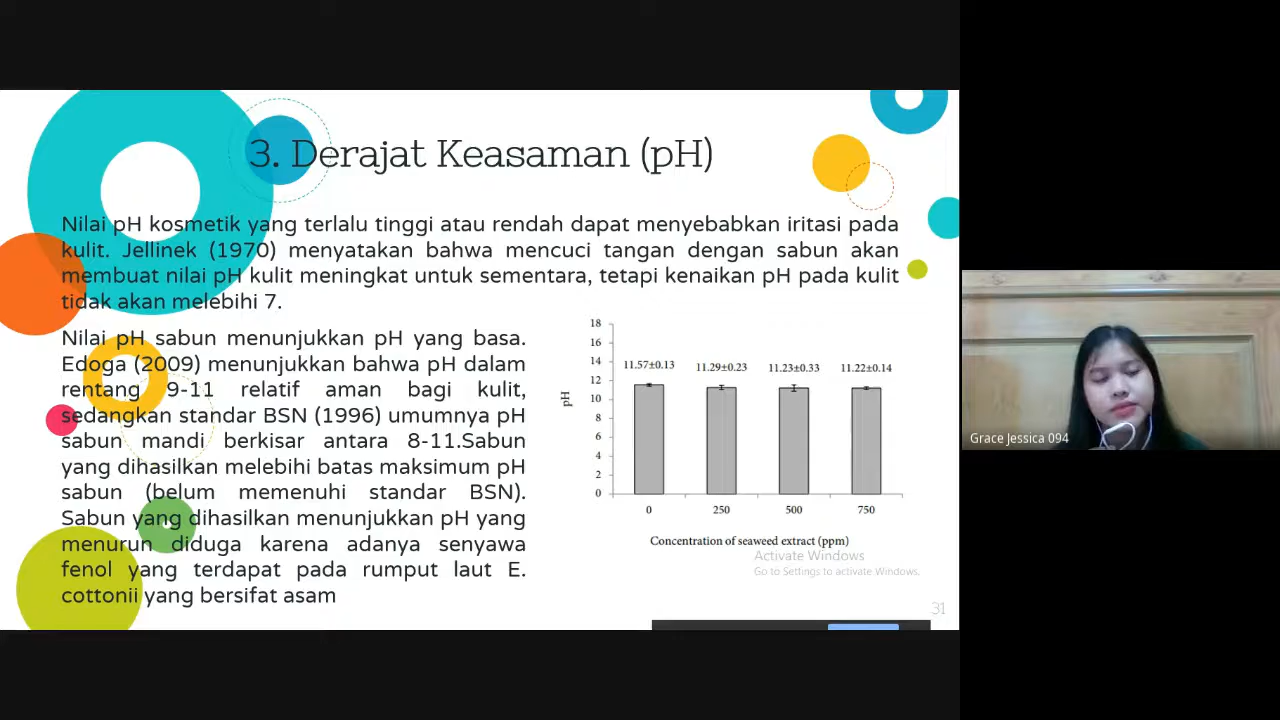 3. Derajat Keasaman (pH)
Nilai pH kosmetik yang terlalu tinggi atau rendah dapat menyebabkan iritasi pada
kulit. Jellinek (1970) menyatakan bahwa mencuci tangan dengan sabun akan
membuat nilai pH kulit meningkat untuk sementara, tetapi kenaikan pH pada kulit
tidak akan melebihi 7.
Nilai pH sabun menunjukkan pH yang basa.
Edoga (2009) menunjukkan bahwa pH dalam
rentang 9-11 relatif aman bagi kulit,
sedangkan standar BSN (1996) umumnya pH
sabun mandi berkisar antara 8-11.Sabun
yang dihasilkan melebihi batas maksimum pH
sabun (belum memenuhi standar BSN).
Sabun yang dihasilkan menunjukkan pH yang
menurun diduga karena adanya senyawa
fenol yang terdapat pada rumput laut E.
cottonii yang bersifat asam
18
16
14
12
10
8
6
4
2
0
pH
11.57±0.13 11.29±0.23 11.23±0.33 11.22±0.14
0 250 500 750
Concentration of seaweed extract (ppm)
Activate Windows
Go to Settings to activate Windows.
31
Grace Jessica 094